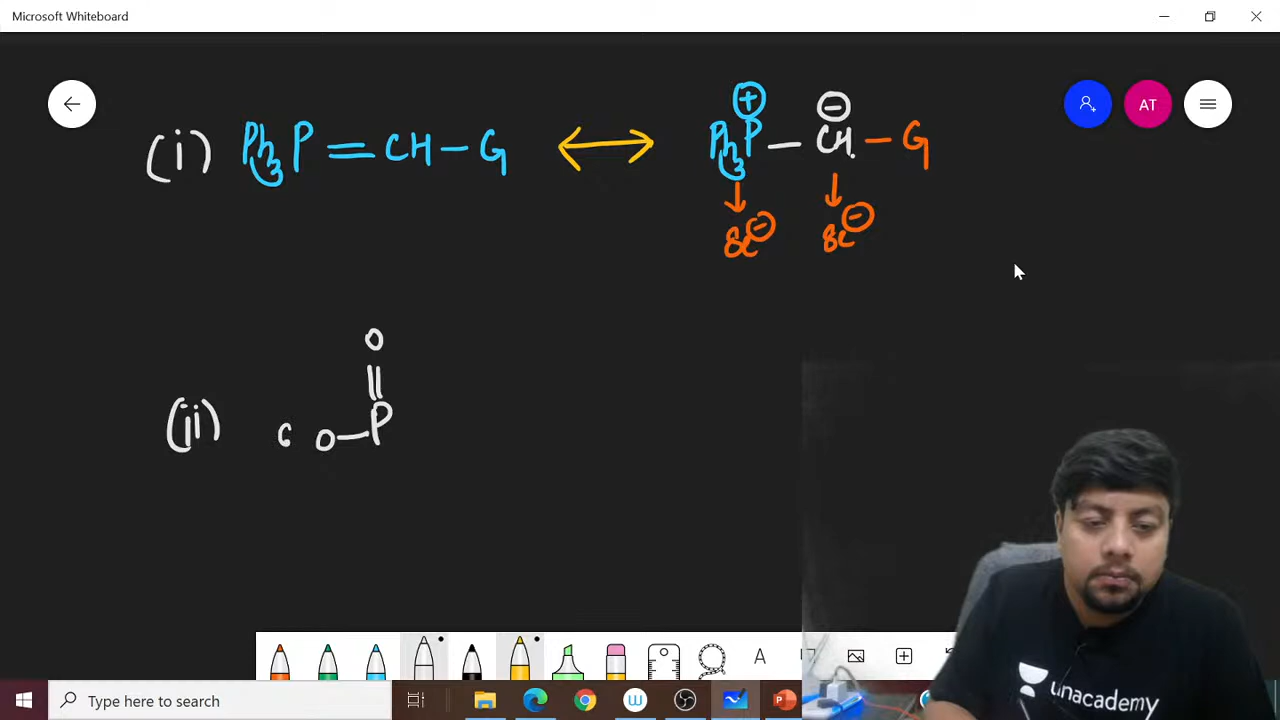 Microsoft Whiteboard
(i) Ph3P = CH - G ⟷ Ph3P⊕ - CH⊖ - G
↓ 8e⊖ ↓ 8e⊖
AT
O
||
(ii) O - P
A
Type here to search
unacademy